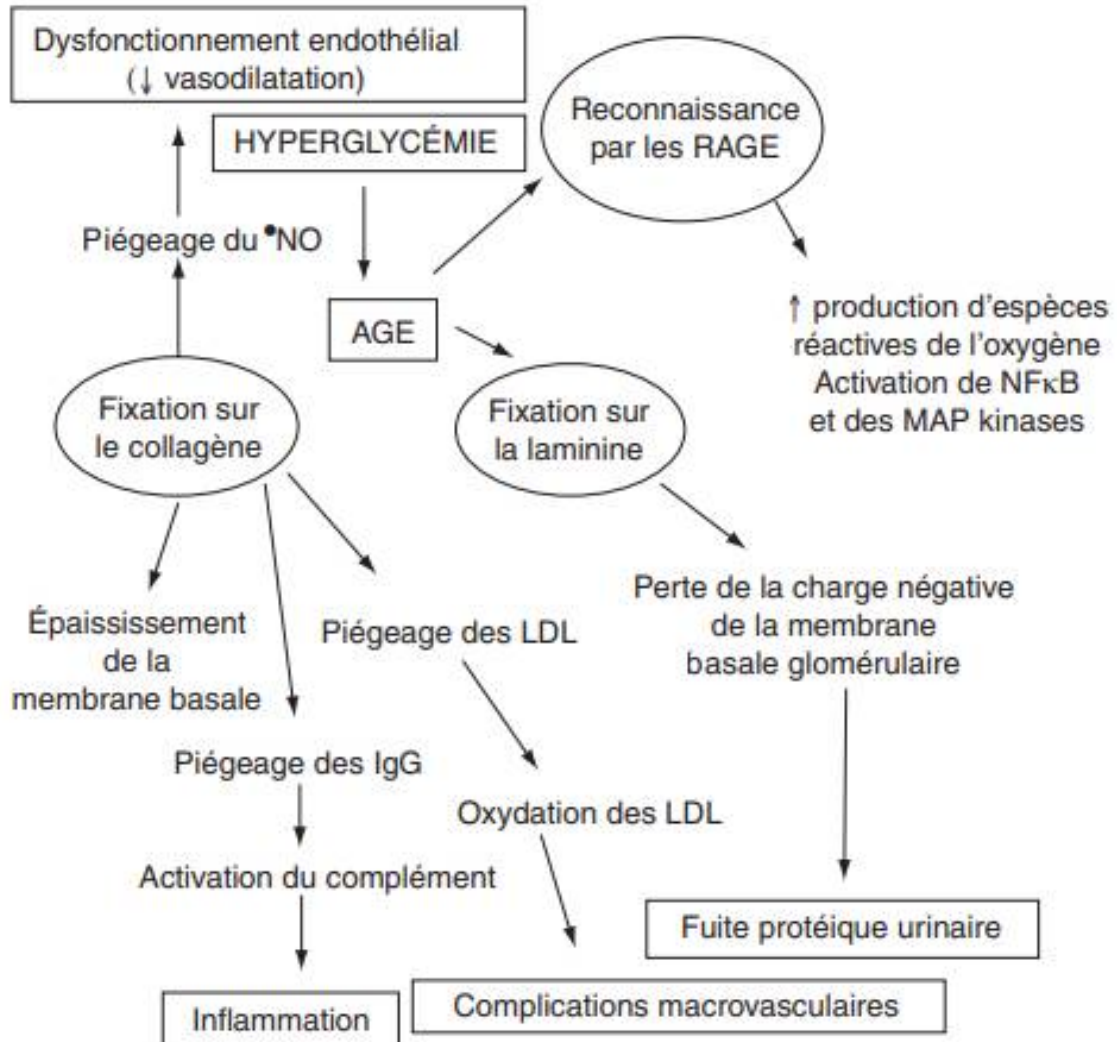 Dysfonctionnement endothélial
(↓ vasodilatation)
HYPERGLYCÉMIE
Reconnaissance
par les RAGE
Piégeage du •NO
AGE
↑ production d'espèces
réactives de l'oxygène
Activation de NFκB
et des MAP kinases
Fixation sur
le collagène
Fixation sur
la laminine
Épaississement
de la
membrane basale
Piégeage des LDL
Perte de la charge négative
de la membrane
basale glomérulaire
Piégeage des IgG
Oxydation des LDL
Activation du complément
Fuite protéique urinaire
Inflammation
Complications macrovasculaires